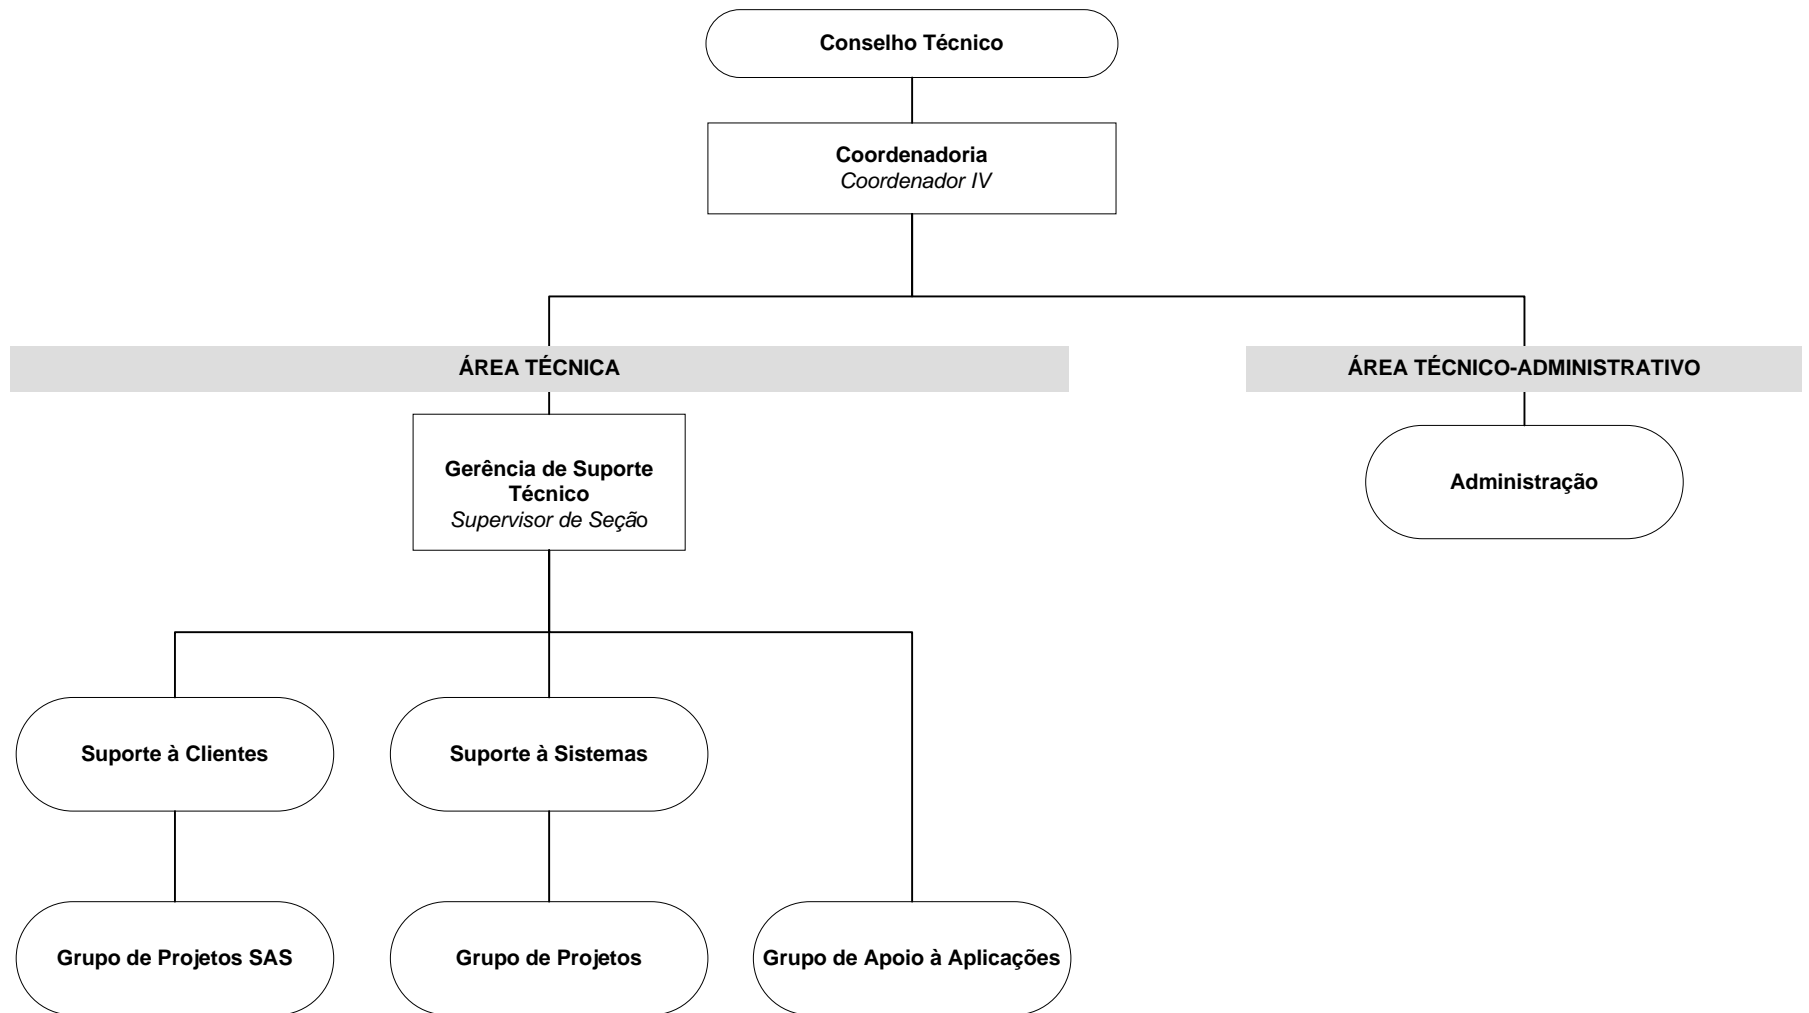 Conselho Técnico
Coordenadoria
Coordenador IV
ÁREA TÉCNICA
ÁREA TÉCNICO-ADMINISTRATIVO
Gerência de Suporte
Técnico
Supervisor de Seção
Administração
Suporte à Clientes
Suporte à Sistemas
Grupo de Projetos SAS
Grupo de Projetos
Grupo de Apoio à Aplicações